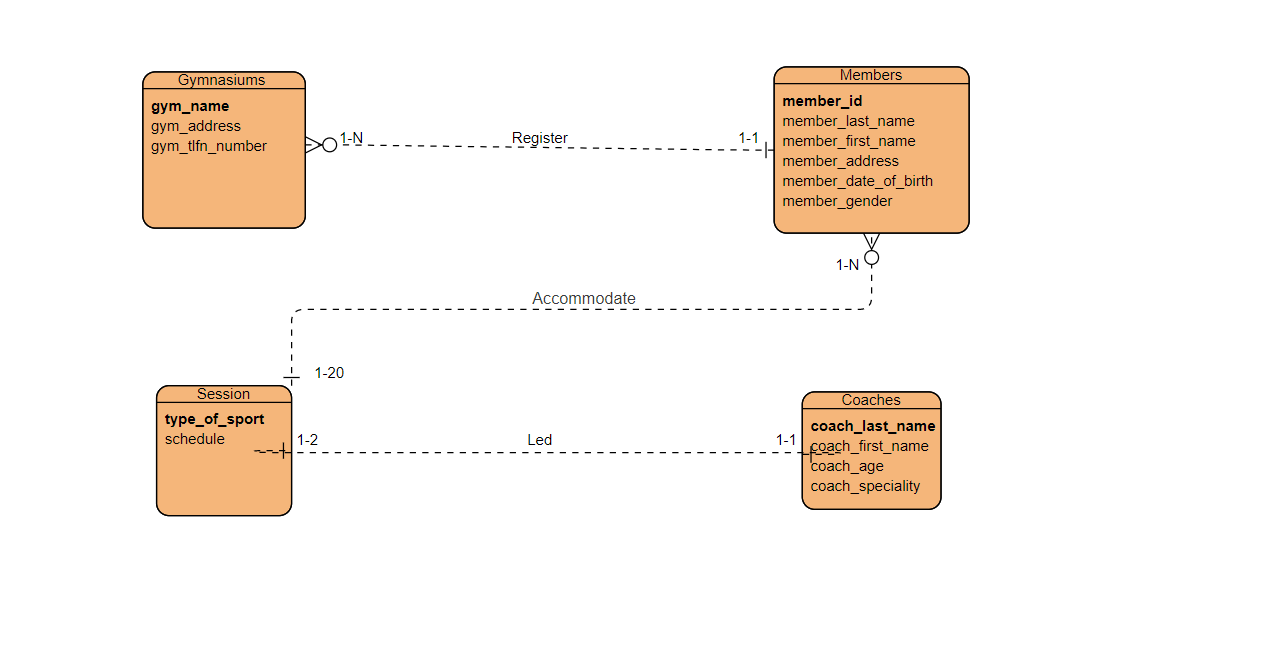 Gymnasiums
gym_name
gym_address
gym_tlfn_number
1-N
Register
1-1
Members
member_id
member_last_name
member_first_name
member_address
member_date_of_birth
member_gender
1-N
Accommodate
1-20
Session
type_of_sport
schedule
1-2
Led
1-1
Coaches
coach_last_name
coach_first_name
coach_age
coach_speciality